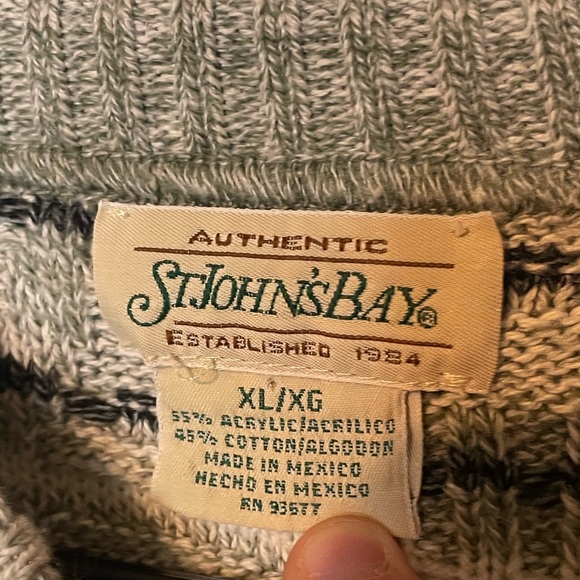 AUTHENTIC
ST.JOHN'S BAY®
ESTABLISHED 1984
XL/XG
55% ACRYLIC/ACRILICO
45% COTTON/ALGODON
MADE IN MEXICO
HECHO EN MEXICO
RN 93677